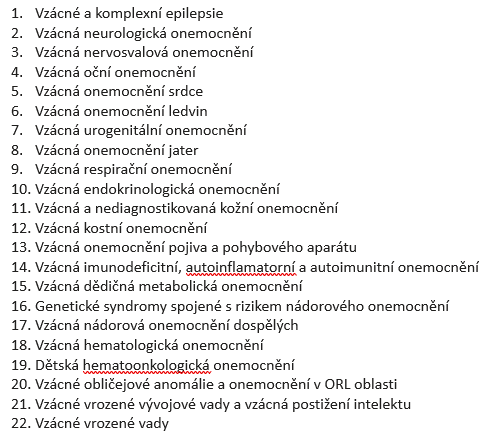 1. Vzácné a komplexní epilepsie
2. Vzácná neurologická onemocnění
3. Vzácná nervosvalová onemocnění
4. Vzácná oční onemocnění
5. Vzácná onemocnění srdce
6. Vzácná onemocnění ledvin
7. Vzácná urogenitální onemocnění
8. Vzácná onemocnění jater
9. Vzácná respirační onemocnění
10. Vzácná endokrinologická onemocnění
11. Vzácná a nediagnostikovaná kožní onemocnění
12. Vzácná kostní onemocnění
13. Vzácná onemocnění pojiva a pohybového aparátu
14. Vzácná imunodeficitní, autoinflamatorní a autoimunitní onemocnění
15. Vzácná dědičná metabolická onemocnění
16. Genetické syndromy spojené s rizikem nádorového onemocnění
17. Vzácná nádorová onemocnění dospělých
18. Vzácná hematologická onemocnění
19. Dětská hematoonkologická onemocnění
20. Vzácné obličejové anomálie a onemocnění v ORL oblasti
21. Vzácné vrozené vývojové vady a vzácná postižení intelektu
22. Vzácné vrozené vady